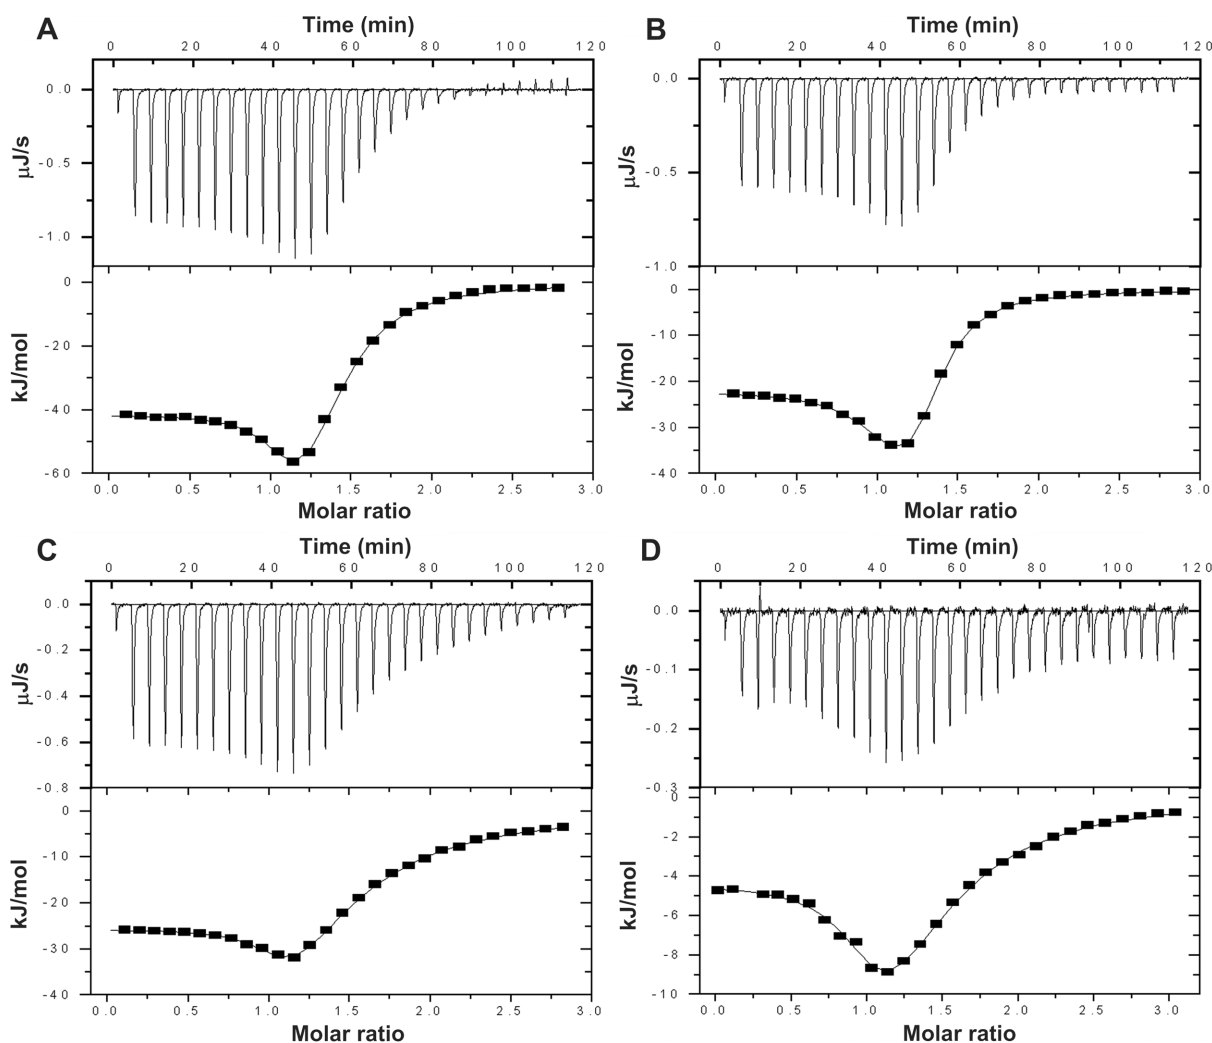 A
Time (min)
0 20 40 60 80 100 120
0.0
-0.5
-1.0
μJ/s
0
-20
-40
-60
kJ/mol
0.0 0.5 1.0 1.5 2.0 2.5 3.0
Molar ratio
B
Time (min)
0 20 40 60 80 100 120
0.0
-0.5
-1.0
μJ/s
0
-10
-20
-30
-40
kJ/mol
0.0 0.5 1.0 1.5 2.0 2.5 3.0
Molar ratio
C
Time (min)
0 20 40 60 80 100 120
0.0
-0.2
-0.4
-0.6
-0.8
μJ/s
0
-10
-20
-30
-40
kJ/mol
0.0 0.5 1.0 1.5 2.0 2.5 3.0
Molar ratio
D
Time (min)
0 20 40 60 80 100 120
0.0
-0.1
-0.2
-0.3
μJ/s
0
-2
-4
-6
-8
-10
kJ/mol
0.0 0.5 1.0 1.5 2.0 2.5 3.0
Molar ratio